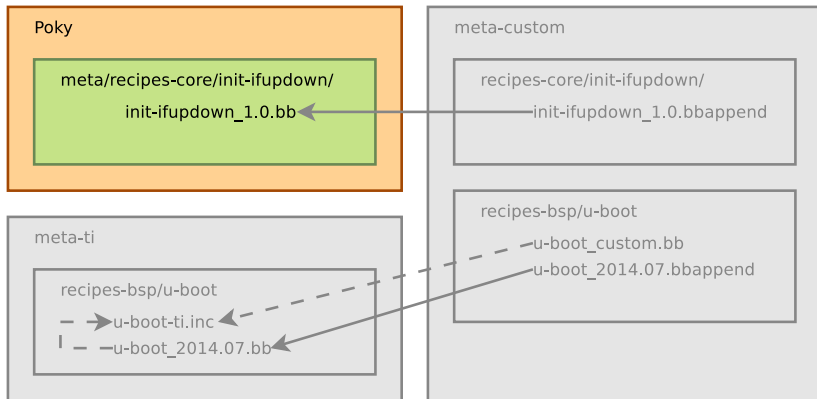 Poky
meta/recipes-core/init-ifupdown/
init-ifupdown_1.0.bb
meta-custom
recipes-core/init-ifupdown/
init-ifupdown_1.0.bbappend
recipes-bsp/u-boot
u-boot_custom.bb
u-boot_2014.07.bbappend
meta-ti
recipes-bsp/u-boot
u-boot-ti.inc
u-boot_2014.07.bb